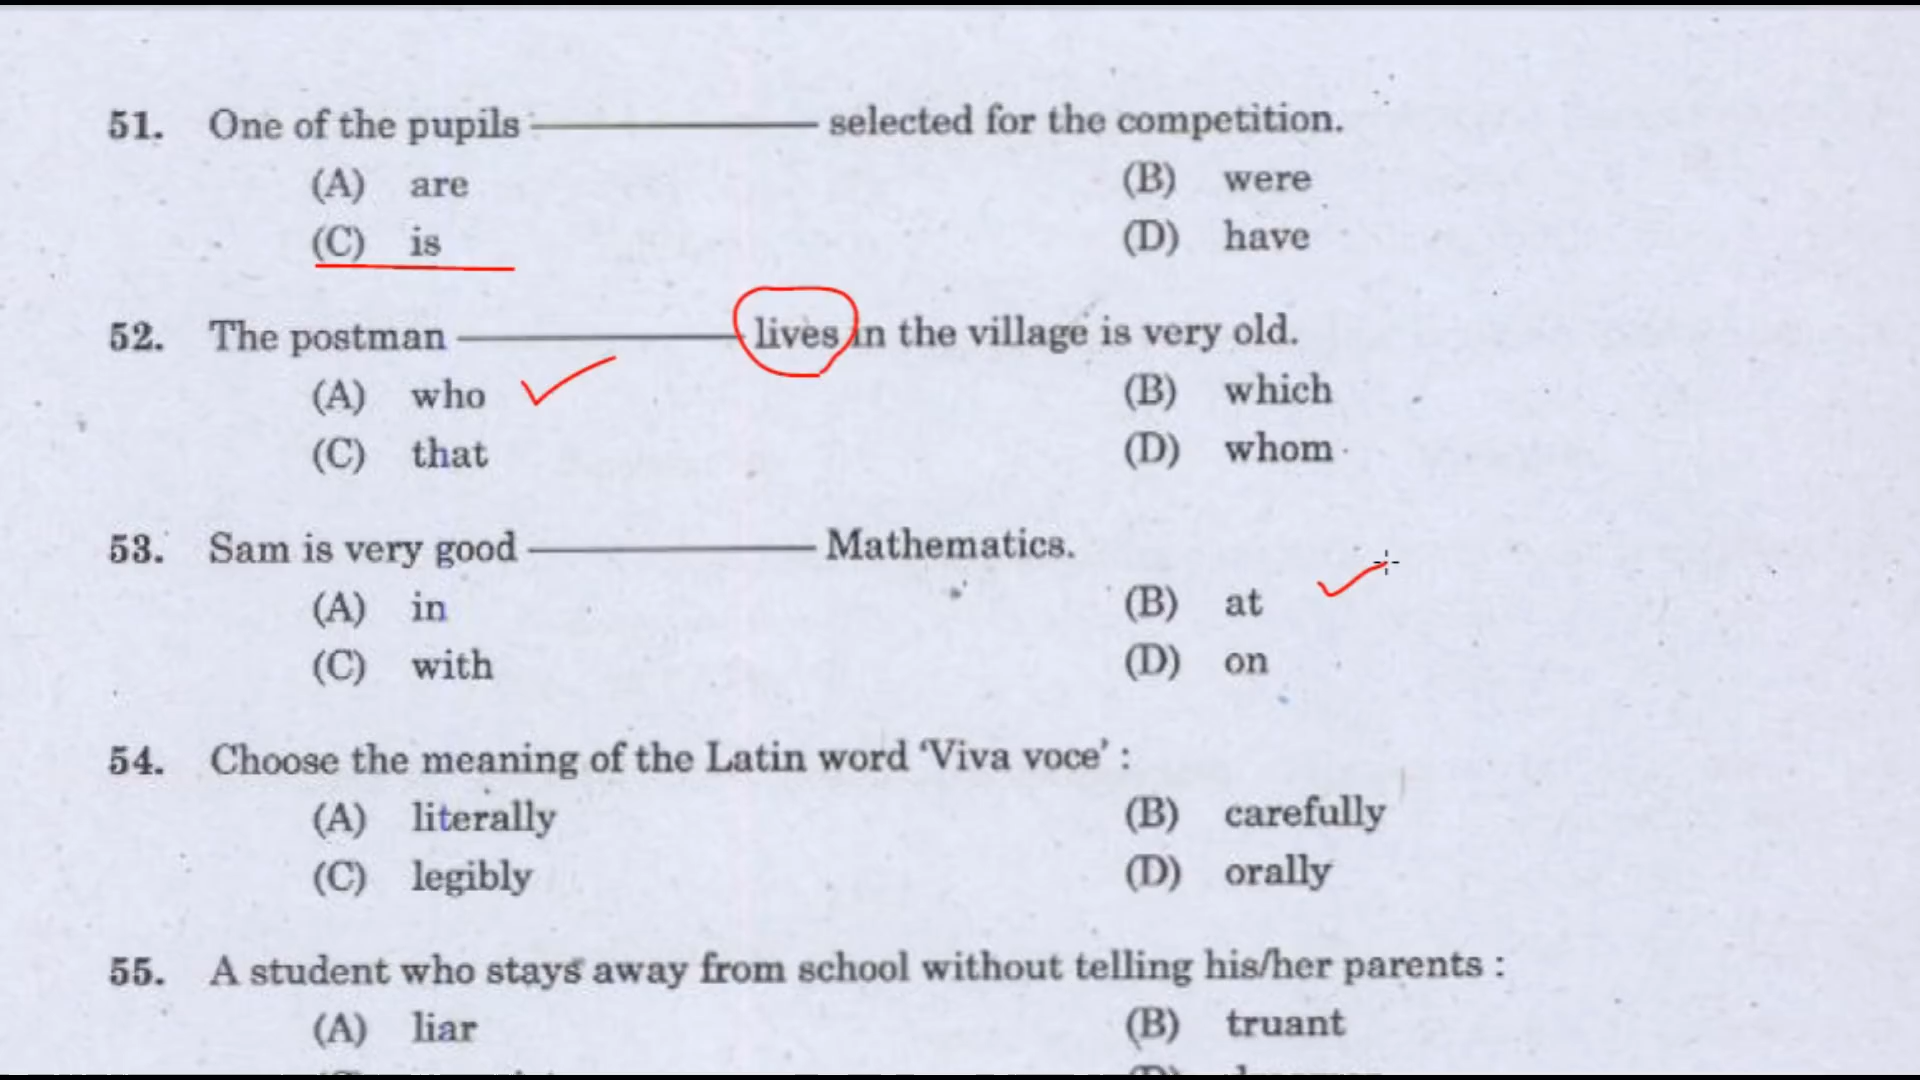 51. One of the pupils selected for the competition.
(A) are (B) were
(C) is (D) have
52. The postman lives in the village is very old.
(A) who (B) which
(C) that (D) whom
53. Sam is very good Mathematics.
(A) in (B) at
(C) with (D) on
54. Choose the meaning of the Latin word ‘Viva voce’ :
(A) literally (B) carefully
(C) legibly (D) orally
55. A student who stays away from school without telling his/her parents :
(A) liar (B) truant